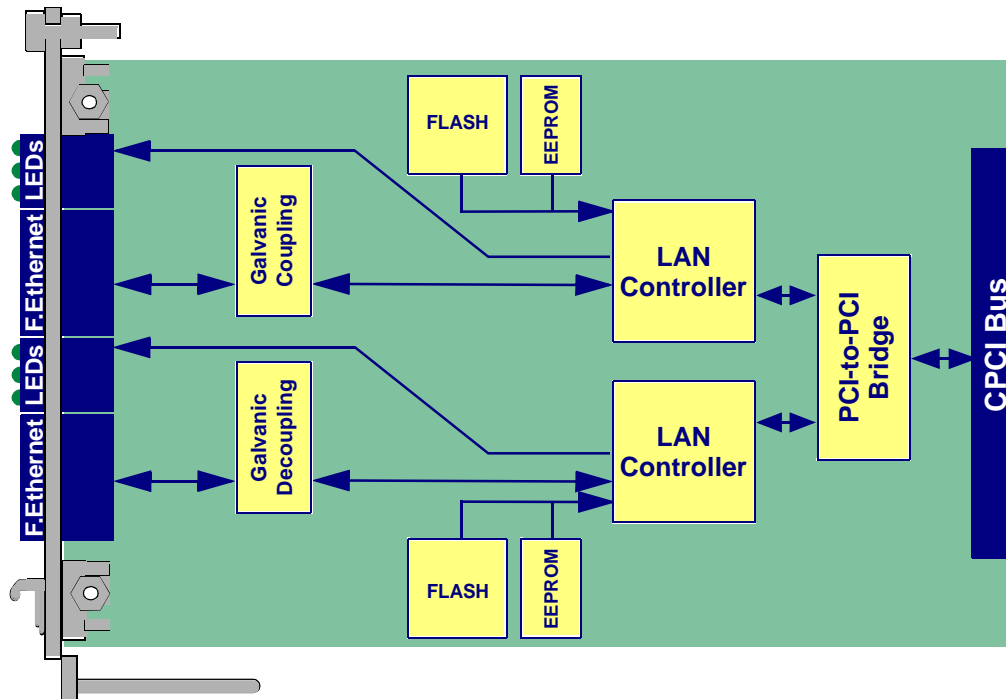 FLASH
EEPROM
LEDs
F.Ethernet
Galvanic
Coupling
LAN
Controller
PCI-to-PCI
Bridge
CPCI Bus
LEDs
F.Ethernet
Galvanic
Decoupling
LAN
Controller
FLASH
EEPROM